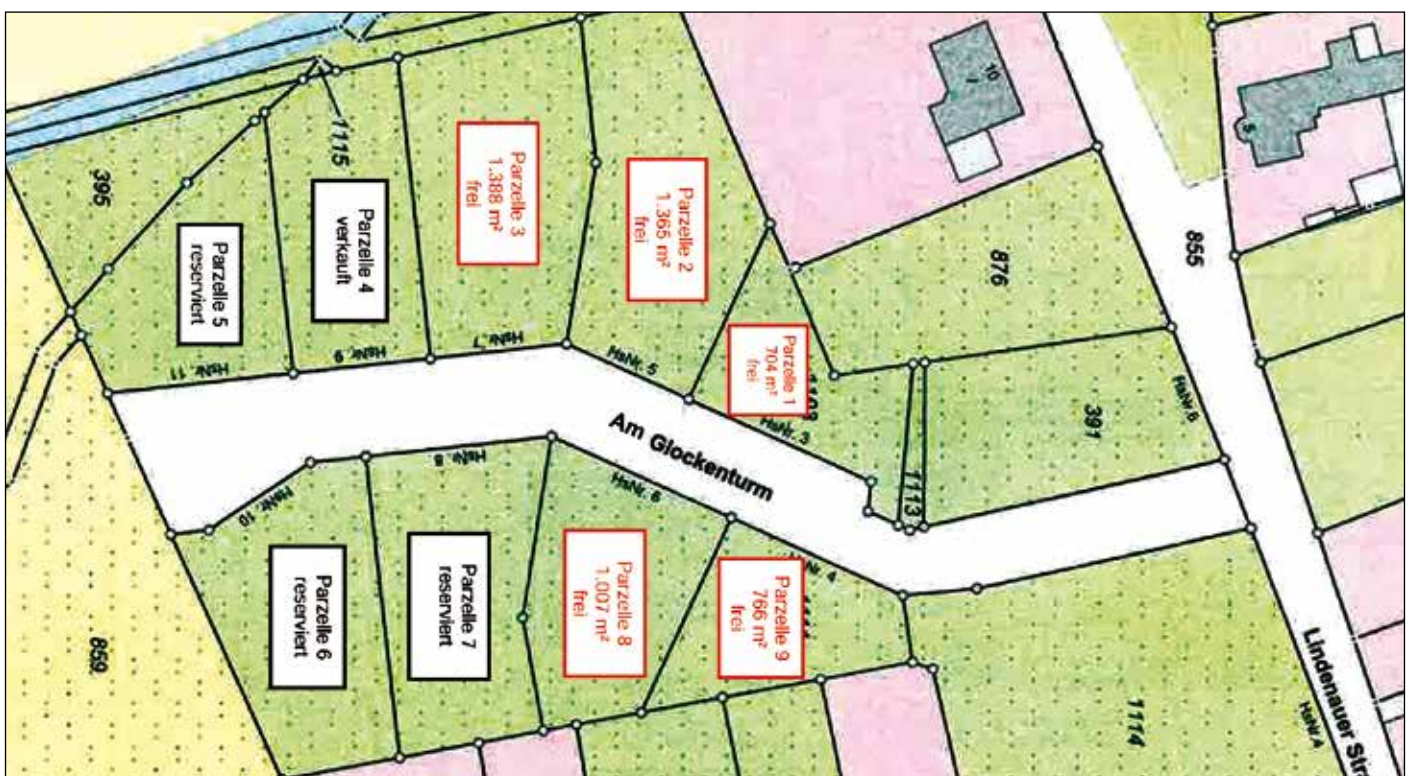 10
5
1115
395
Parzelle 3
1.388 m²
frei
Parzelle 2
1.365 m²
frei
Parzelle 4
verkauft
Parzelle 5
reserviert
876
855
Parzelle 1
704 m²
frei
HsNr. 11
HsNr. 9
HsNr. 7
HsNr. 5
HsNr. 3
HsNr. 6
391
1113
Am Glockenturm
HsNr. 10
HsNr. 8
HsNr. 6
Nr. 4
Parzelle 6
reserviert
Parzelle 7
reserviert
Parzelle 8
1.007 m²
frei
Parzelle 9
766 m²
frei
859
1114
Lindenauer Str
HsNr.A